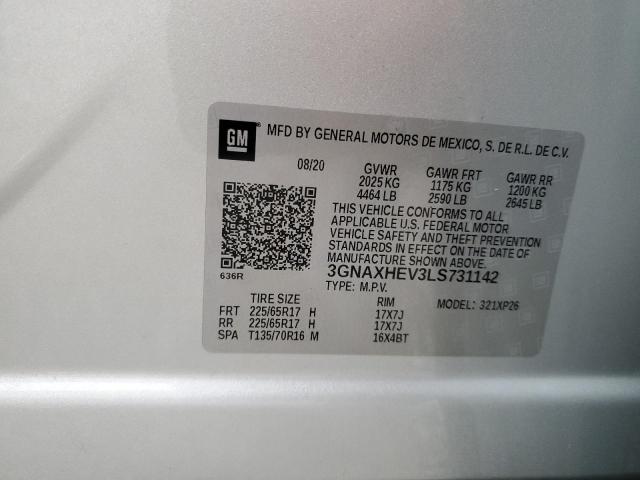 GM
MFD BY GENERAL MOTORS DE MEXICO, S. DE R.L. DE C.V.
08/20 GVWR GAWR FRT GAWR RR
2025 KG 1175 KG 1200 KG
4464 LB 2590 LB 2645 LB
THIS VEHICLE CONFORMS TO ALL
APPLICABLE U.S. FEDERAL MOTOR
VEHICLE SAFETY AND THEFT PREVENTION
STANDARDS IN EFFECT ON THE DATE OF
MANUFACTURE SHOWN ABOVE.
636R 3GNAXHEV3LS731142
TYPE: M.P.V.
TIRE SIZE RIM MODEL: 321XP26
FRT 225/65R17 H 17X7J
RR 225/65R17 H 17X7J
SPA T135/70R16 M 16X4BT